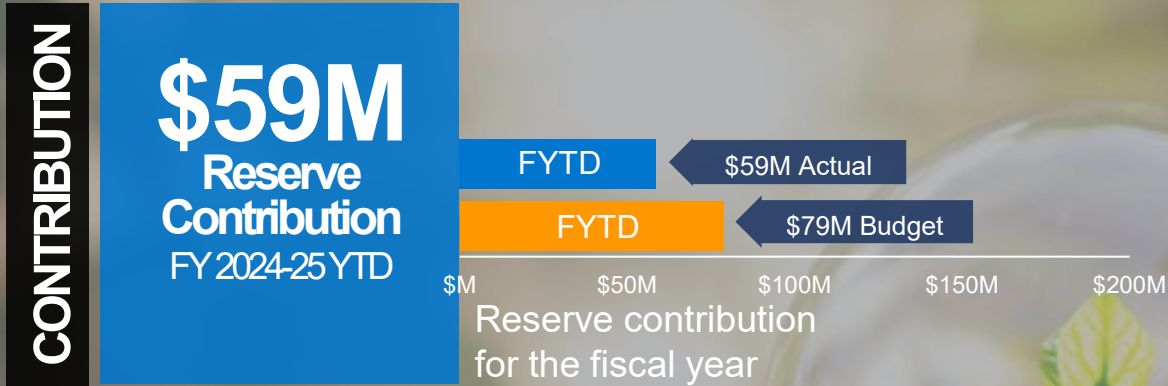 CONTRIBUTION
$59M
Reserve
Contribution
FY 2024-25 YTD
FYTD
$59M Actual
FYTD
$79M Budget
$M $50M $100M $150M $200M
Reserve contribution
for the fiscal year